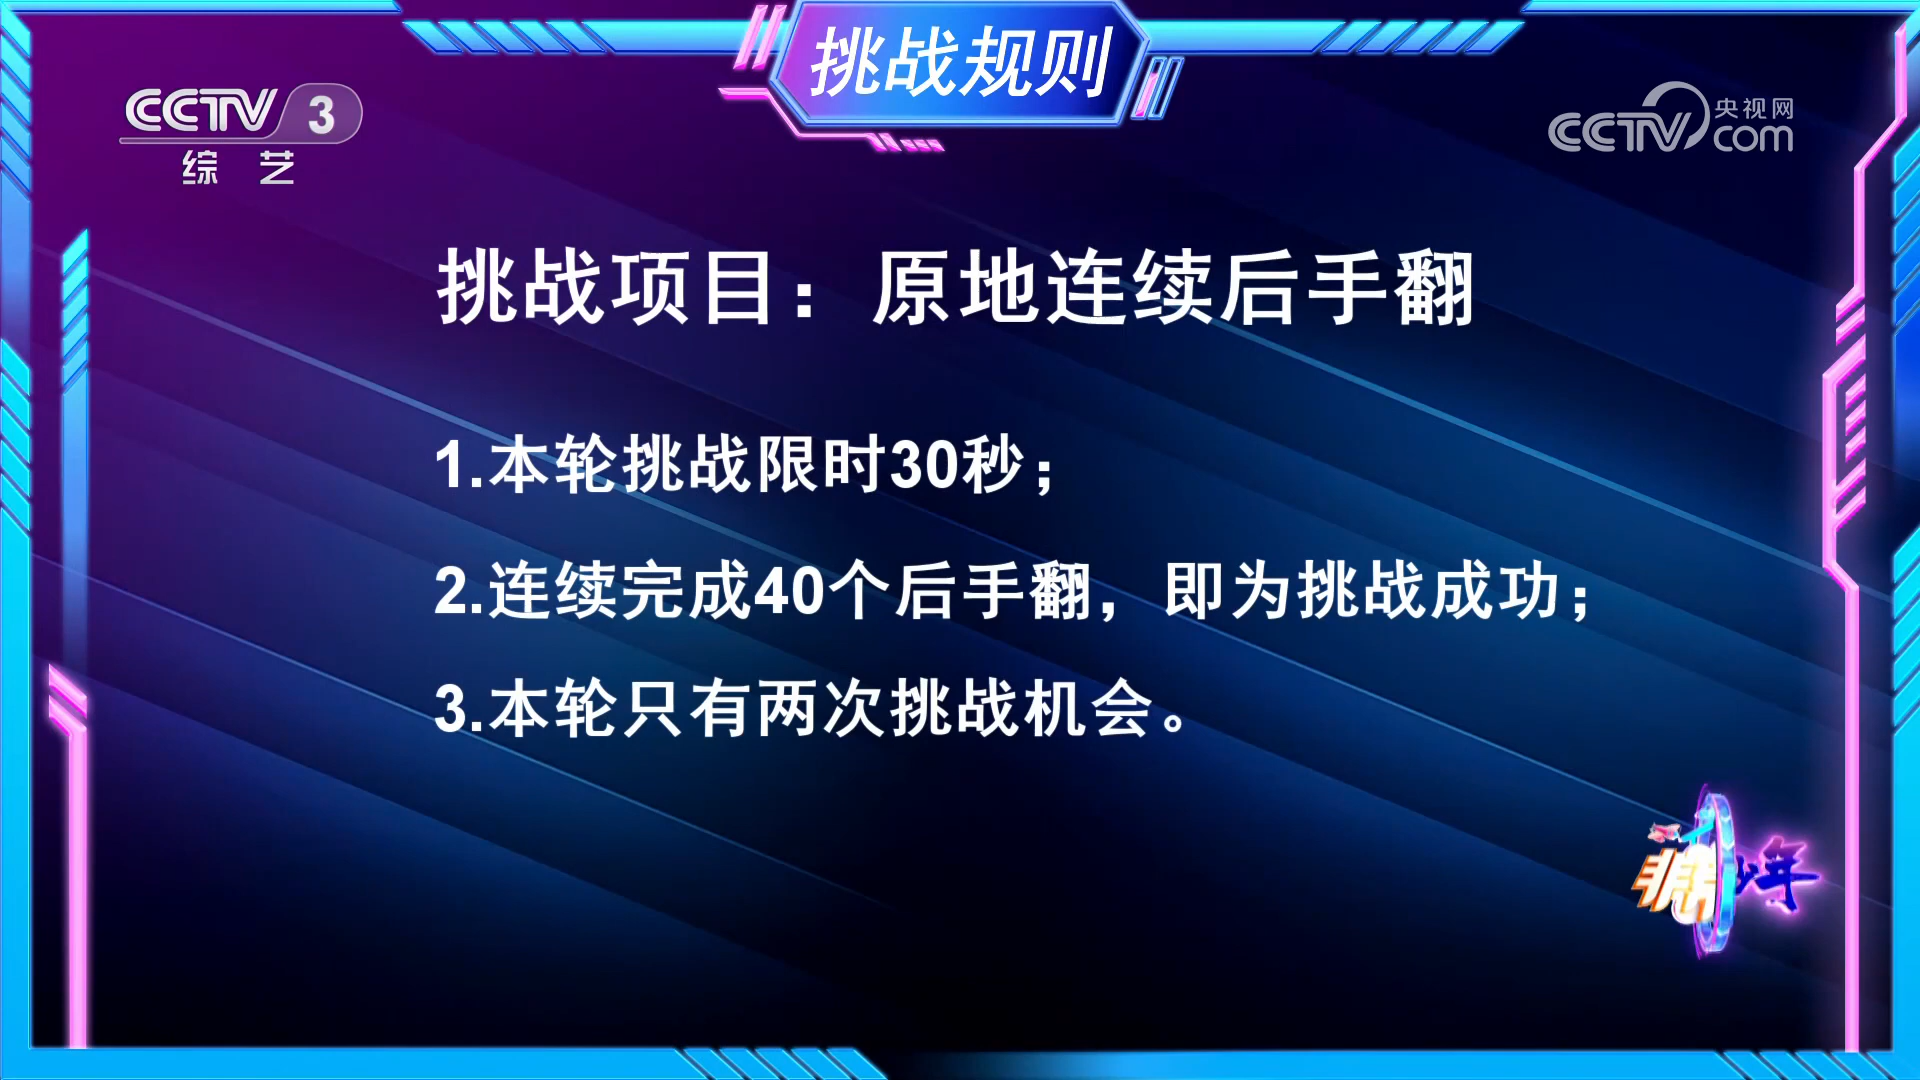 挑战规则
CCTV 3
综 艺
央视网
CCTV.com
挑战项目：原地连续后手翻
1.本轮挑战限时30秒；
2.连续完成40个后手翻，即为挑战成功；
3.本轮只有两次挑战机会。
少年